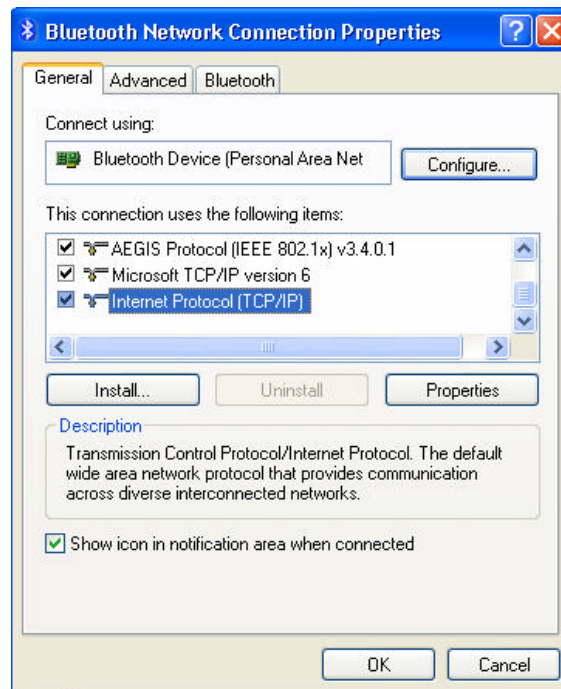 Bluetooth Network Connection Properties
General Advanced Bluetooth
Connect using:
Bluetooth Device (Personal Area Net
Configure...
This connection uses the following items:
AEGIS Protocol (IEEE 802.1x) v3.4.0.1
Microsoft TCP/IP version 6
Internet Protocol (TCP/IP)
Install... Uninstall Properties
Description
Transmission Control Protocol/Internet Protocol. The default
wide area network protocol that provides communication
across diverse interconnected networks.
Show icon in notification area when connected
OK Cancel